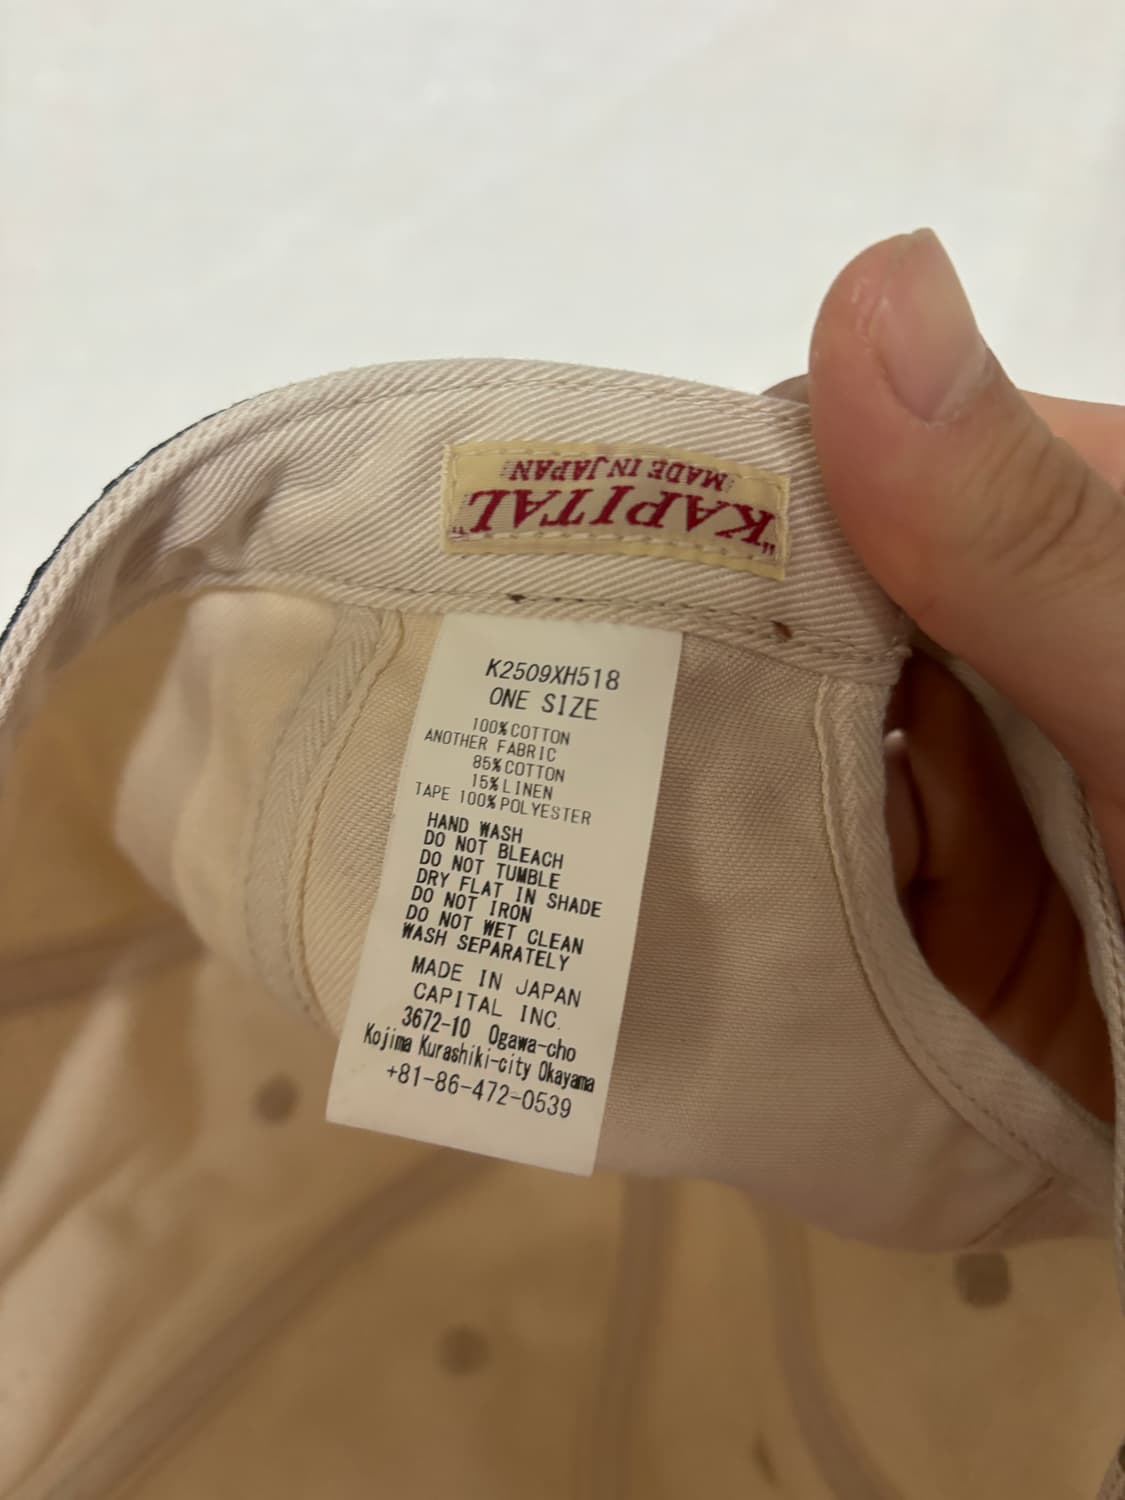 "KAPITAL"
MADE IN JAPAN
K2509XH518
ONE SIZE
100%COTTON
ANOTHER FABRIC
85%COTTON
15%LINEN
TAPE 100%POLYESTER
HAND WASH
DO NOT BLEACH
DO NOT TUMBLE
DRY FLAT IN SHADE
DO NOT IRON
DO NOT WET CLEAN
WASH SEPARATELY
MADE IN JAPAN
CAPITAL INC.
3672-10 Ogawa-cho
Kojima Kurashiki-city Okayama
+81-86-472-0539